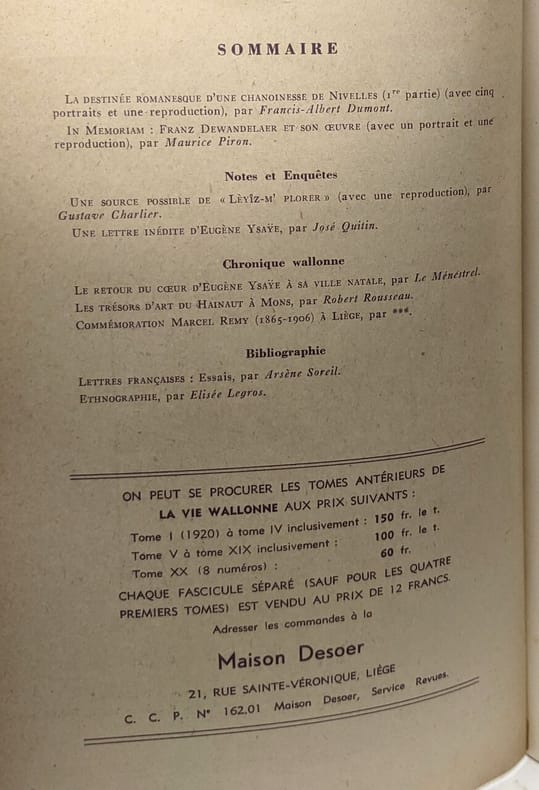 SOMMAIRE
LA DESTINÉE ROMANESQUE D'UNE CHANOINESSE DE NIVELLES (1re partie) (avec cinq
portraits et une reproduction), par Francis-Albert Dumont.
IN MEMORIAM : FRANZ DEWANDELAER ET SON ŒUVRE (avec un portrait et une
reproduction), par Maurice Piron.
Notes et Enquêtes
UNE SOURCE POSSIBLE DE « LÈYÎZ-M' PLORER » (avec une reproduction), par
Gustave Charlier.
UNE LETTRE INÉDITE D'EUGÈNE YSAŸE, par José Quitin.
Chronique wallonne
LE RETOUR DU CŒUR D'EUGÈNE YSAŸE À SA VILLE NATALE, par Le Ménéstrel.
LES TRÉSORS D'ART DU HAINAUT À MONS, par Robert Rousseau.
COMMÉMORATION MARCEL REMY (1865-1906) À LIÈGE, par ***.
Bibliographie
LETTRES FRANÇAISES : Essais, par Arsène Soreil.
ETHNOGRAPHIE, par Elisée Legros.
ON PEUT SE PROCURER LES TOMES ANTÉRIEURS DE
LA VIE WALLONNE AUX PRIX SUIVANTS :
Tome I (1920) à tome IV inclusivement : 150 fr. le t.
Tome V à tome XIX inclusivement : 100 fr. le t.
Tome XX (8 numéros) : 60 fr.
CHAQUE FASCICULE SÉPARÉ (SAUF POUR LES QUATRE
PREMIERS TOMES) EST VENDU AU PRIX DE 12 FRANCS.
Adresser les commandes à la
Maison Desoer
21, RUE SAINTE-VÉRONIQUE, LIÉGE
C. C. P. N° 162.01 Maison Desoer, Service Revues.